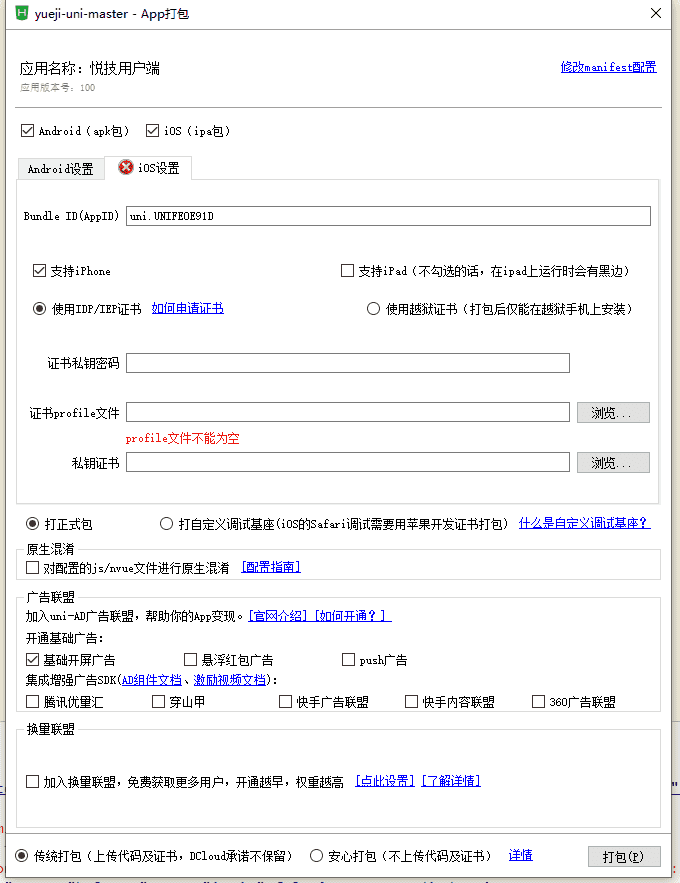 yueji-uni-master - App打包
应用名称：悦技用户端
修改manifest配置
应用版本号：100
Android（apk包）
iOS（ipa包）
Android设置
iOS设置
Bundle ID(AppID)
uni.UNIFE0E91D
支持iPhone
支持iPad（不勾选的话，在ipad上运行时会有黑边）
使用IDP/IEP证书
如何申请证书
使用越狱证书（打包后仅能在越狱手机上安装）
证书私钥密码
证书profile文件
浏览...
profile文件不能为空
私钥证书
浏览...
打正式包
打自定义调试基座(iOS的Safari调试需要用苹果开发证书打包)
什么是自定义调试基座？
原生混淆
对配置的js/nvue文件进行原生混淆
[配置指南]
广告联盟
加入uni-AD广告联盟，帮助你的App变现。[官网介绍] [如何开通？]
开通基础广告：
基础开屏广告
悬浮红包广告
push广告
集成增强广告SDK(AD组件文档、激励视频文档)：
腾讯优量汇
穿山甲
快手广告联盟
快手内容联盟
360广告联盟
换量联盟
加入换量联盟，免费获取更多用户，开通越早，权重越高
[点此设置] [了解详情]
传统打包（上传代码及证书，DCloud承诺不保留）
安心打包（不上传代码及证书）
详情
打包(P)